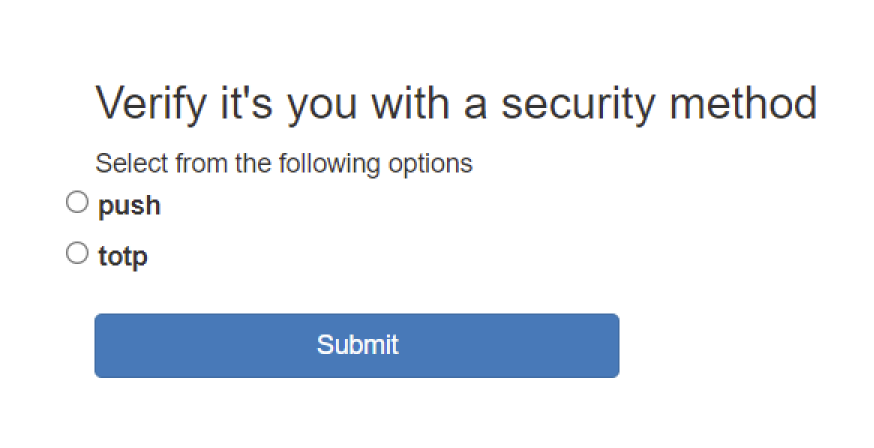 Verify it's you with a security method
Select from the following options
push
totp
Submit